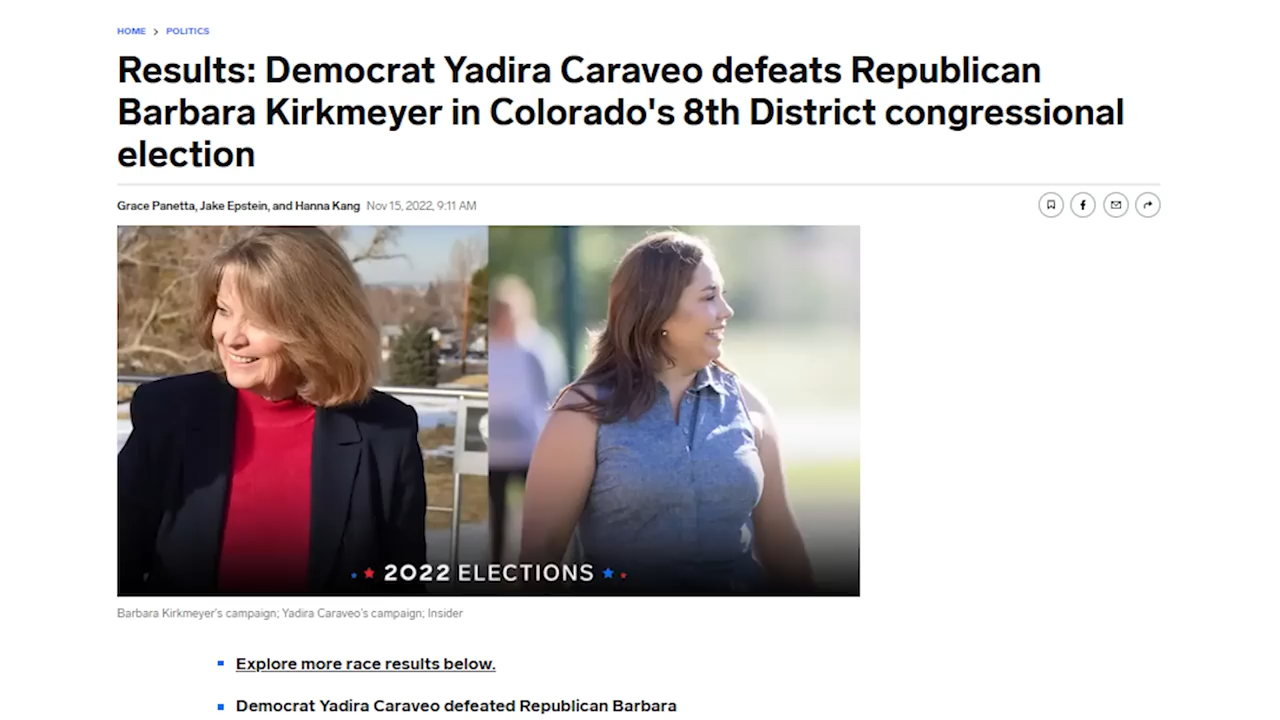 HOME > POLITICS
Results: Democrat Yadira Caraveo defeats Republican
Barbara Kirkmeyer in Colorado's 8th District congressional
election
Grace Panetta, Jake Epstein, and Hanna Kang Nov 15, 2022, 9:11 AM
2022 ELECTIONS
Barbara Kirkmeyer's campaign; Yadira Caraveo's campaign; Insider
Explore more race results below.
Democrat Yadira Caraveo defeated Republican Barbara